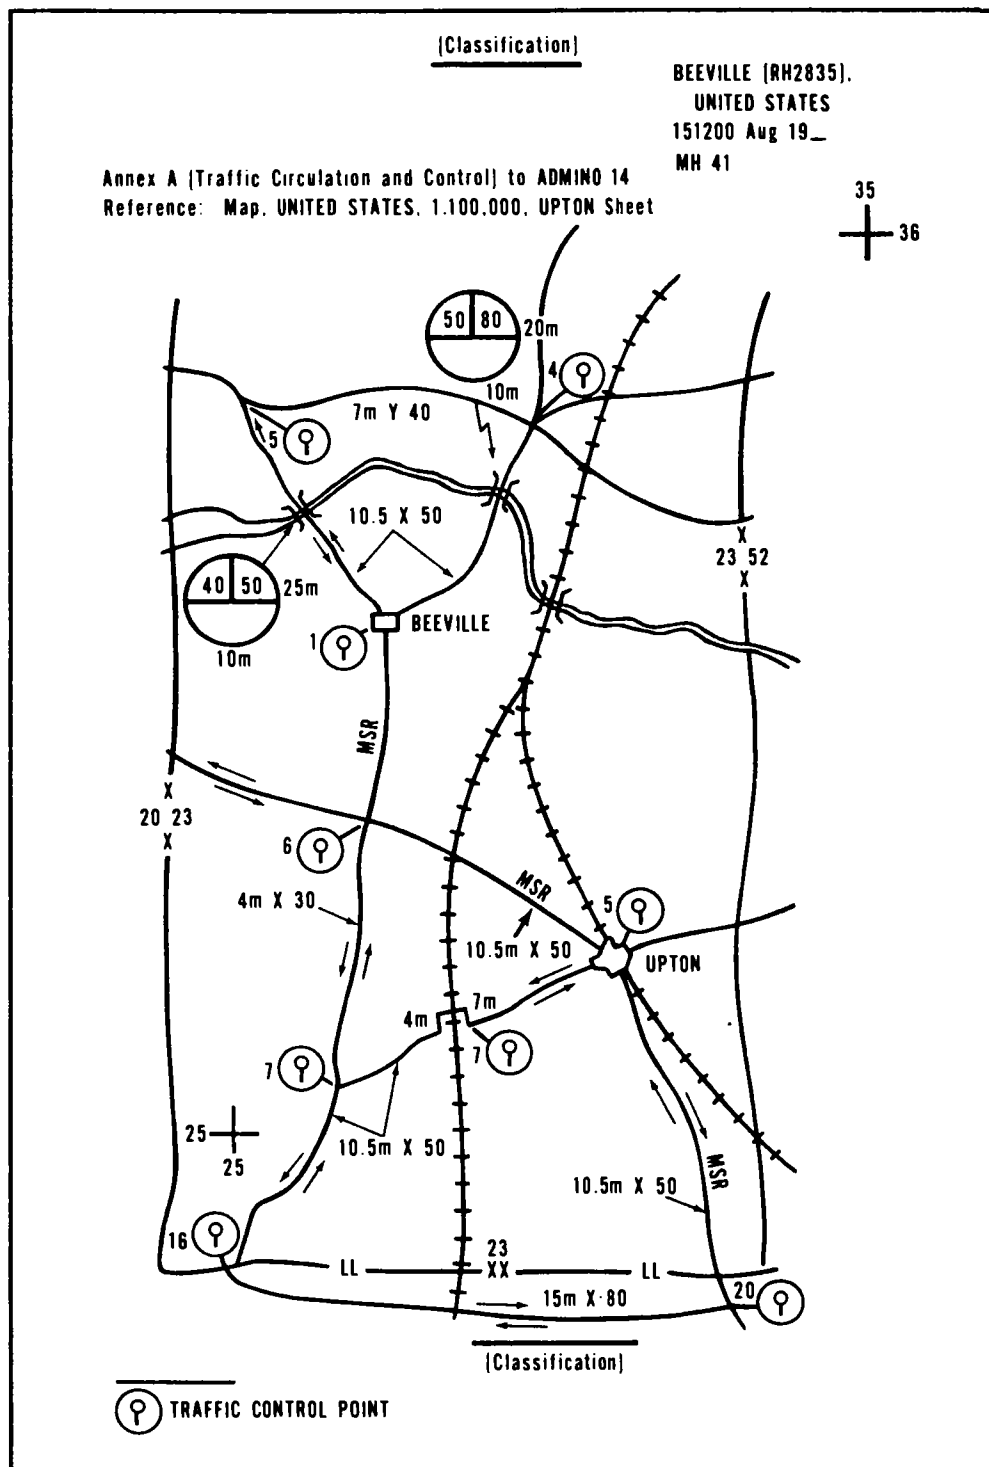 (Classification)
BEEVILLE (RH2835),
UNITED STATES
151200 Aug 19_
MH 41
Annex A (Traffic Circulation and Control) to ADMINO 14
Reference: Map, UNITED STATES, 1.100,000, UPTON Sheet
35
36
50 80
20m
10m
4
7m Y 40
5
10.5 X 50
X
23 52
X
40 50
25m
10m
1
BEEVILLE
MSR
X
20 23
X
6
4m X 30
MSR
5
10.5m X 50
UPTON
7m
4m
7
7
25
25
10.5m X 50
MSR
10.5m X 50
16
23
LL XX LL
20
15m X 80
(Classification)
TRAFFIC CONTROL POINT